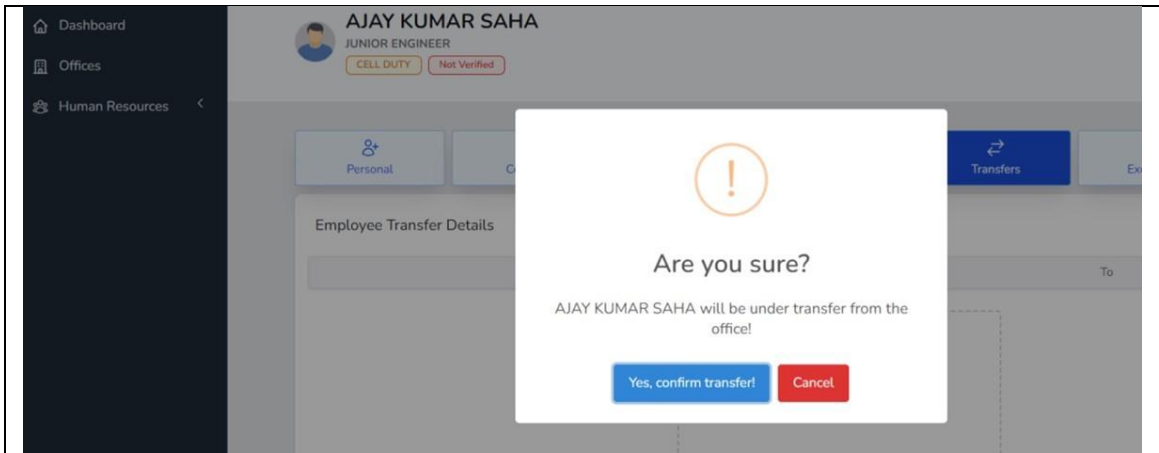 Dashboard
Offices
Human Resources
AJAY KUMAR SAHA
JUNIOR ENGINEER
CELL DUTY
Not Verified
Personal
Transfers
Employee Transfer Details
To
!
Are you sure?
AJAY KUMAR SAHA will be under transfer from the
office!
Yes, confirm transfer!
Cancel